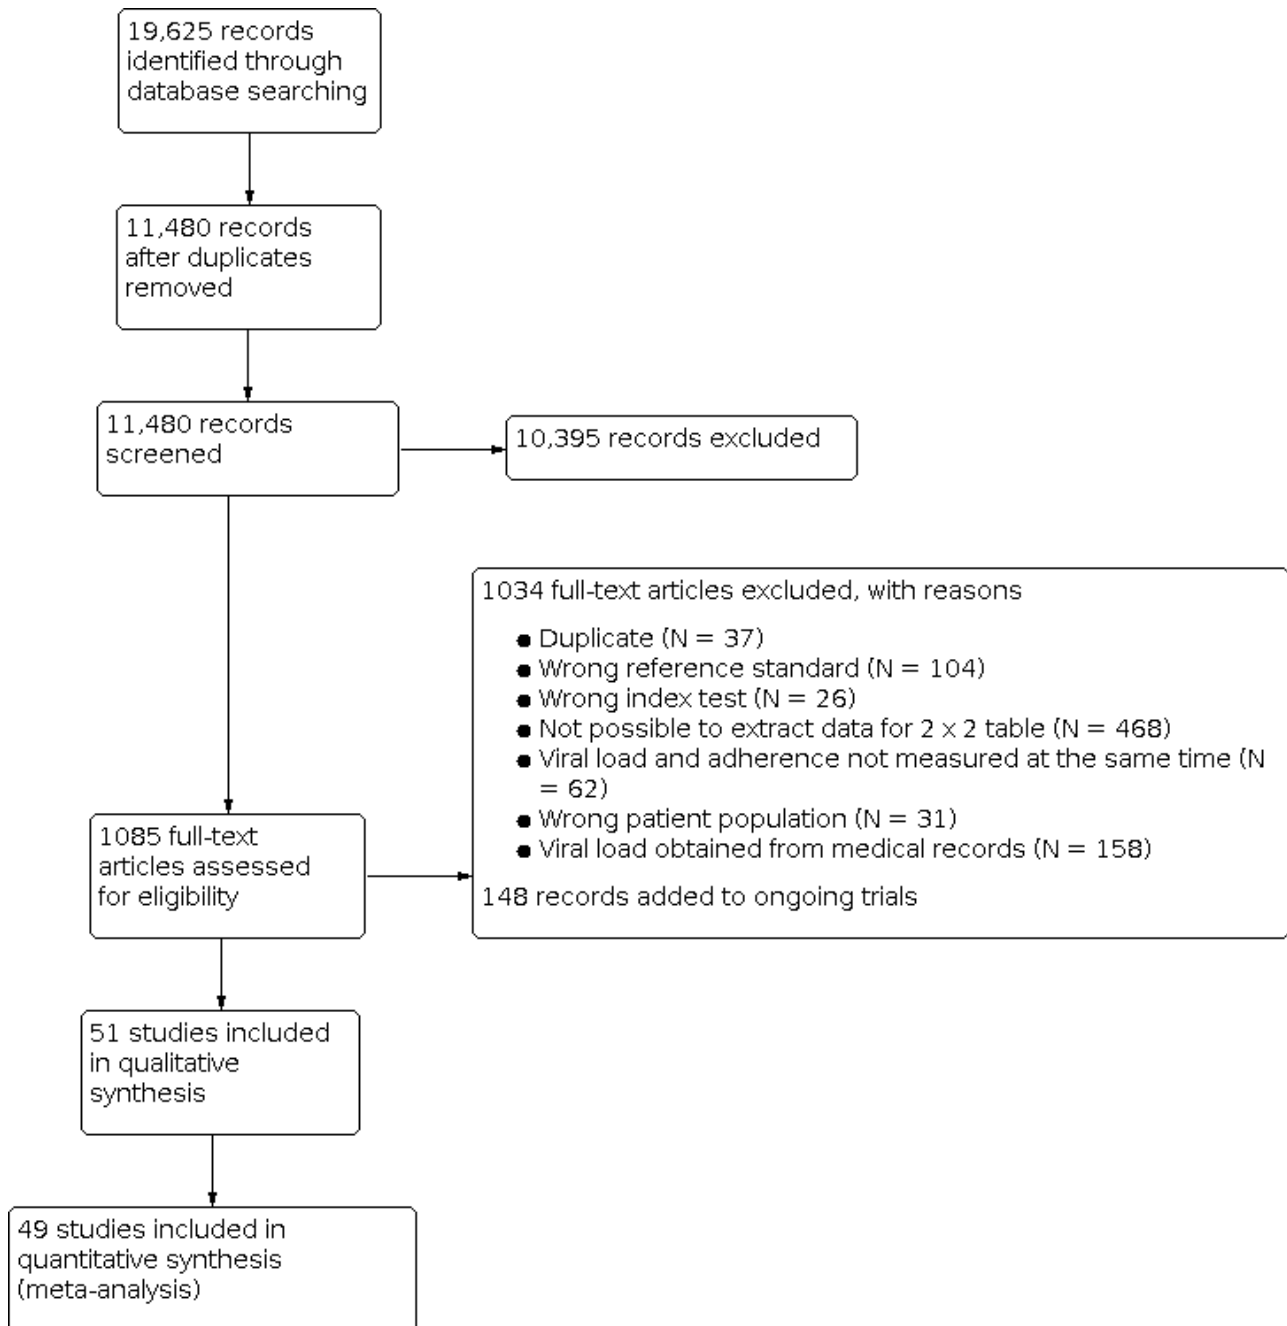 19,625 records
identified through
database searching
11,480 records
after duplicates
removed
11,480 records
screened
10,395 records excluded
1034 full-text articles excluded, with reasons
● Duplicate (N = 37)
● Wrong reference standard (N = 104)
● Wrong index test (N = 26)
● Not possible to extract data for 2 x 2 table (N = 468)
● Viral load and adherence not measured at the same time (N
= 62)
● Wrong patient population (N = 31)
● Viral load obtained from medical records (N = 158)
148 records added to ongoing trials
1085 full-text
articles assessed
for eligibility
51 studies included
in qualitative
synthesis
49 studies included in
quantitative synthesis
(meta-analysis)